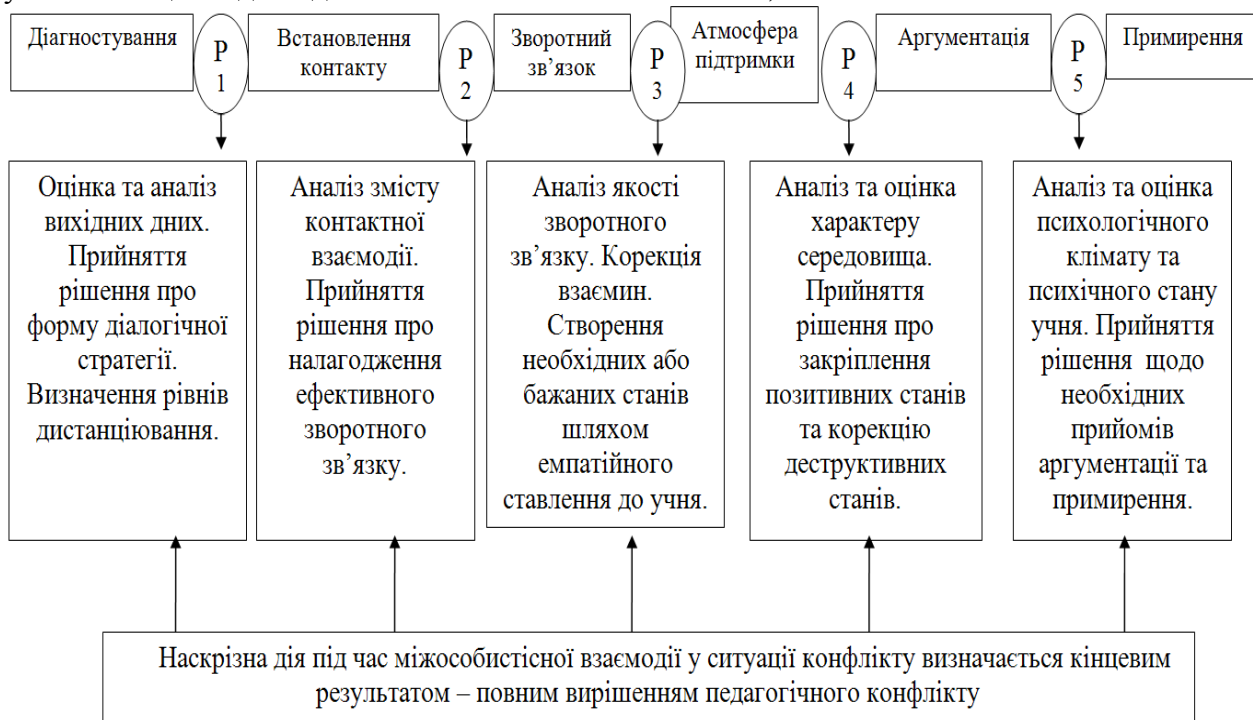 Діагностування
Р
1
Встановлення
контакту
Р
2
Зворотний
зв’язок
Р
3
Атмосфера
підтримки
Р
4
Аргументація
Р
5
Примирення
Оцінка та аналіз
вихідних дних.
Прийняття
рішення про
форму діалогічної
стратегії.
Визначення рівнів
дистанціювання.
Аналіз змісту
контактної
взаємодії.
Прийняття
рішення про
налагодження
ефективного
зворотного
зв’язку.
Аналіз якості
зворотного
зв’язку. Корекція
взаємин.
Створення
необхідних або
бажаних станів
шляхом
емпатійного
ставлення до учня.
Аналіз та оцінка
характеру
середовища.
Прийняття
рішення про
закріплення
позитивних станів
та корекцію
деструктивних
станів.
Аналіз та оцінка
психологічного
клімату та
психічного стану
учня. Прийняття
рішення щодо
необхідних
прийомів
аргументації та
примирення.
Наскрізна дія під час міжособистісної взаємодії у ситуації конфлікту визначається кінцевим
результатом – повним вирішенням педагогічного конфлікту